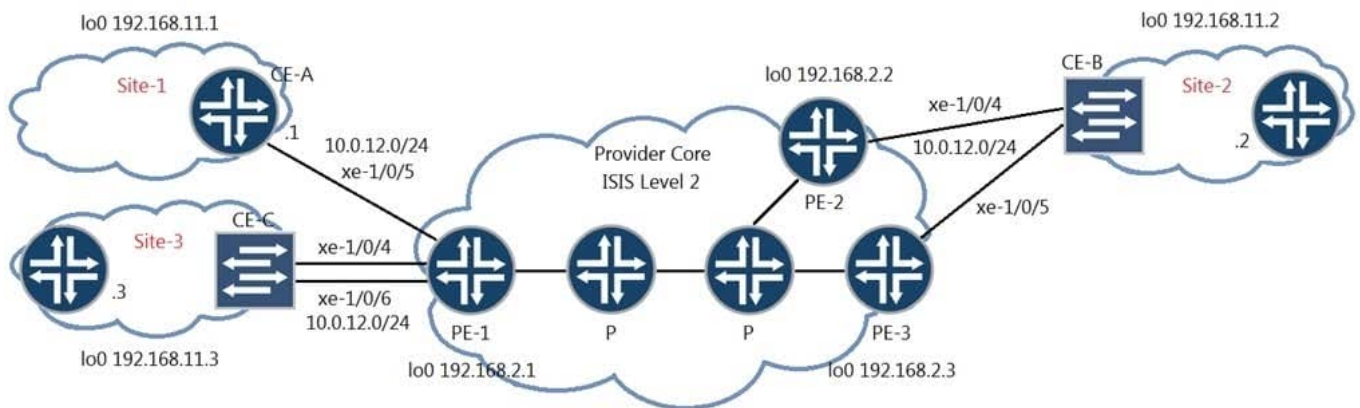 lo0 192.168.11.1
CE-A
Site-1
.1
10.0.12.0/24
xe-1/0/5
CE-C
Site-3
.3
xe-1/0/4
xe-1/0/6
10.0.12.0/24
lo0 192.168.11.3
PE-1
lo0 192.168.2.1
P
P
Provider Core
ISIS Level 2
lo0 192.168.2.2
PE-2
PE-3
lo0 192.168.2.3
xe-1/0/4
10.0.12.0/24
xe-1/0/5
lo0 192.168.11.2
CE-B
Site-2
.2